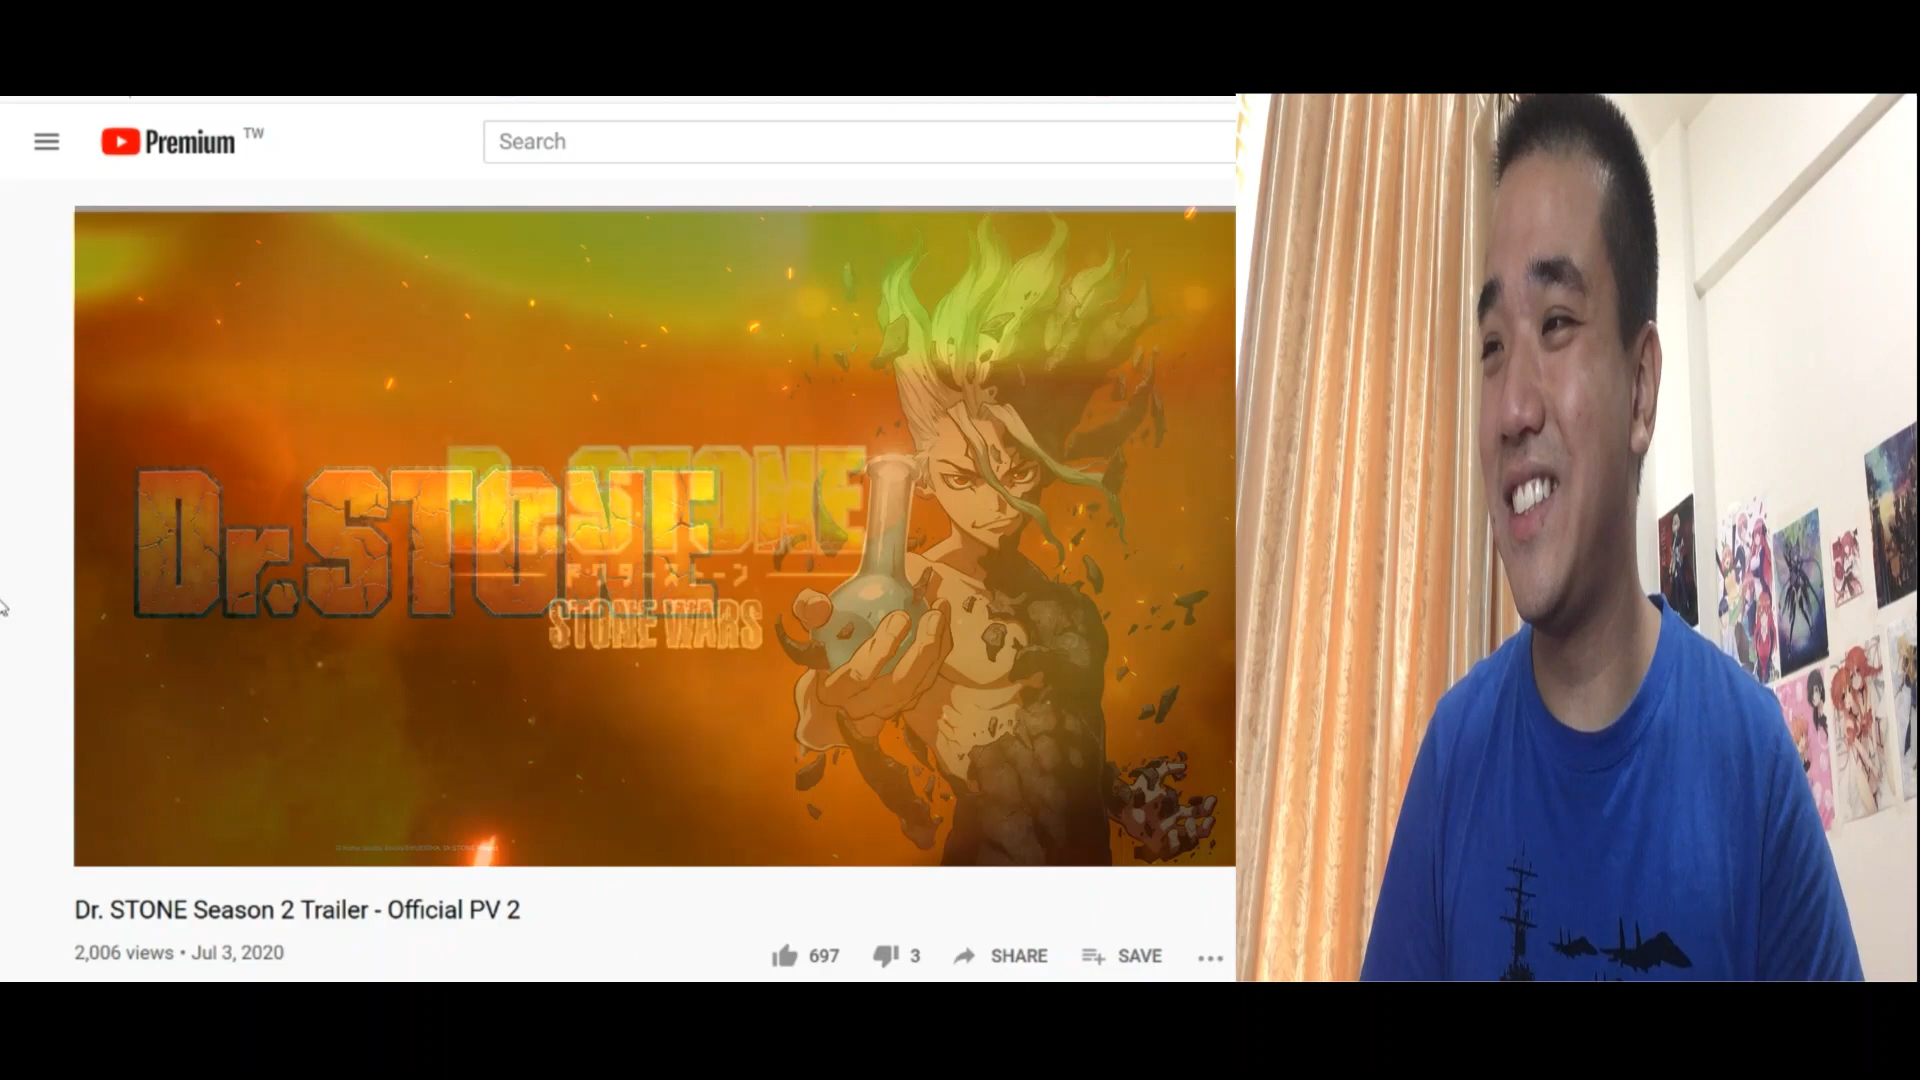 Premium TW
Search
Dr.STONE
Dr.STONE
STONE WARS
Dr. STONE Season 2 Trailer - Official PV 2
2,006 views • Jul 3, 2020
697 3 SHARE SAVE